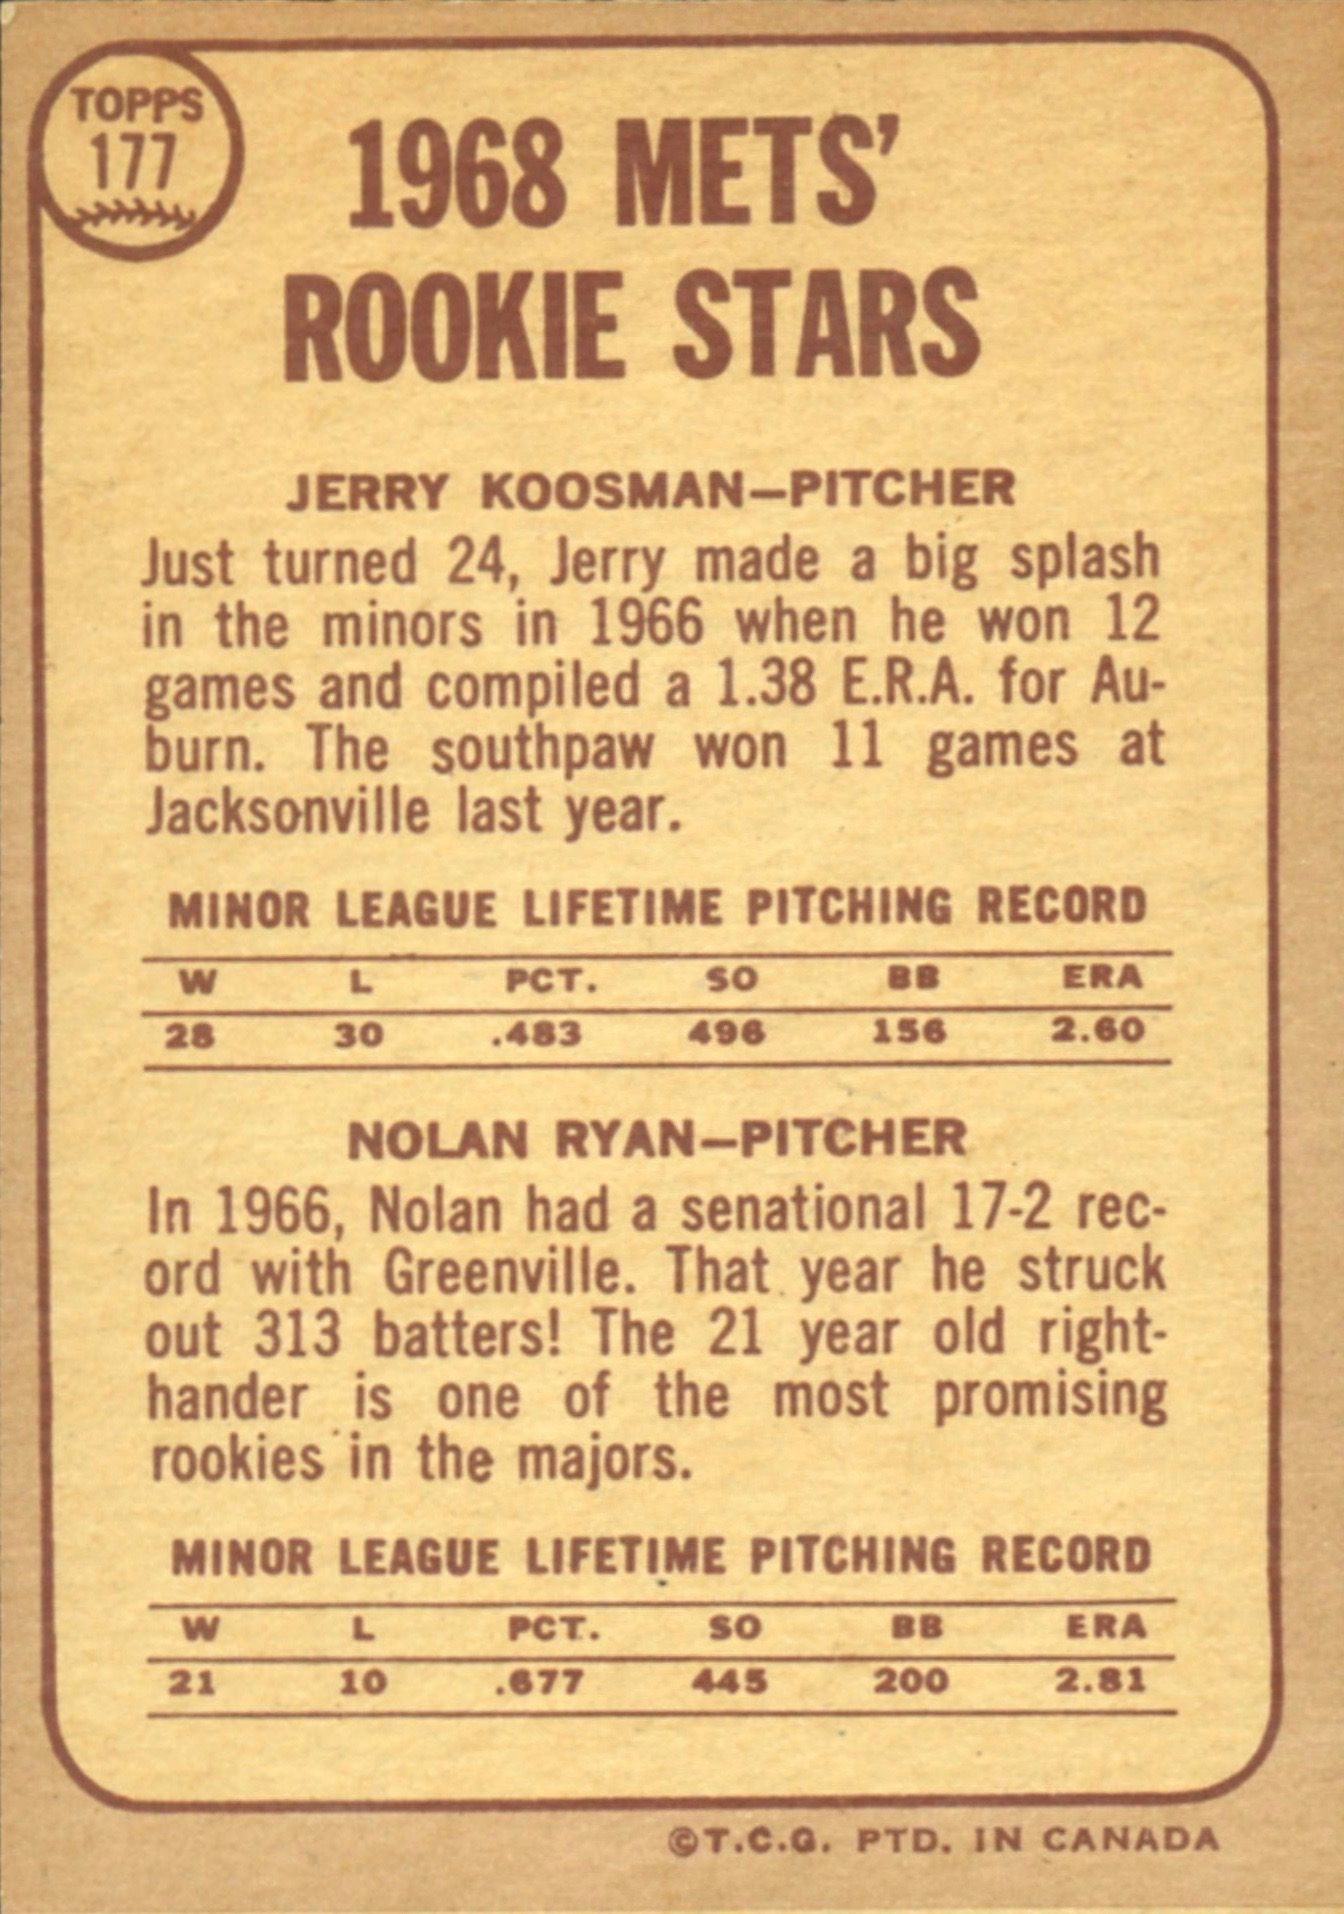 TOPPS
177
1968 METS'
ROOKIE STARS
JERRY KOOSMAN—PITCHER
Just turned 24, Jerry made a big splash
in the minors in 1966 when he won 12
games and compiled a 1.38 E.R.A. for Au-
burn. The southpaw won 11 games at
Jacksonville last year.
MINOR LEAGUE LIFETIME PITCHING RECORD
W L PCT. SO BB ERA
28 30 .483 496 156 2.60
NOLAN RYAN—PITCHER
In 1966, Nolan had a senational 17-2 rec-
ord with Greenville. That year he struck
out 313 batters! The 21 year old right-
hander is one of the most promising
rookies in the majors.
MINOR LEAGUE LIFETIME PITCHING RECORD
W L PCT. SO BB ERA
21 10 .677 445 200 2.81
©T.C.G. PTD. IN CANADA